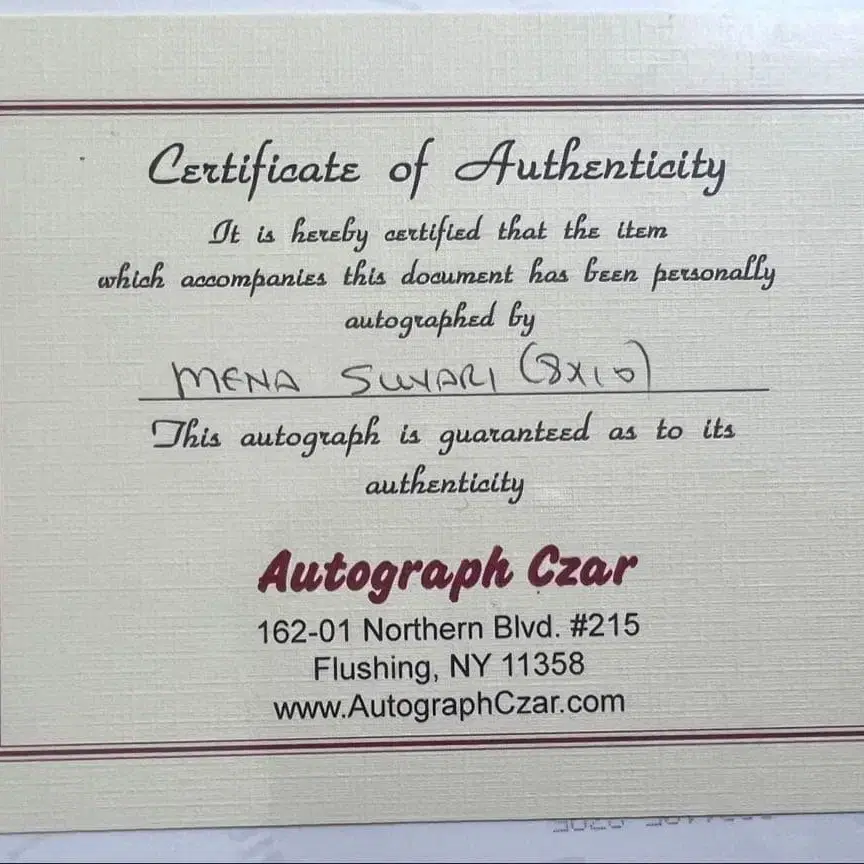 Certificate of Authenticity
It is hereby certified that the item
which accompanies this document has been personally
autographed by
MENA SUVARI (8x10)
This autograph is guaranteed as to its
authenticity
Autograph Czar
162-01 Northern Blvd. #215
Flushing, NY 11358
www.AutographCzar.com